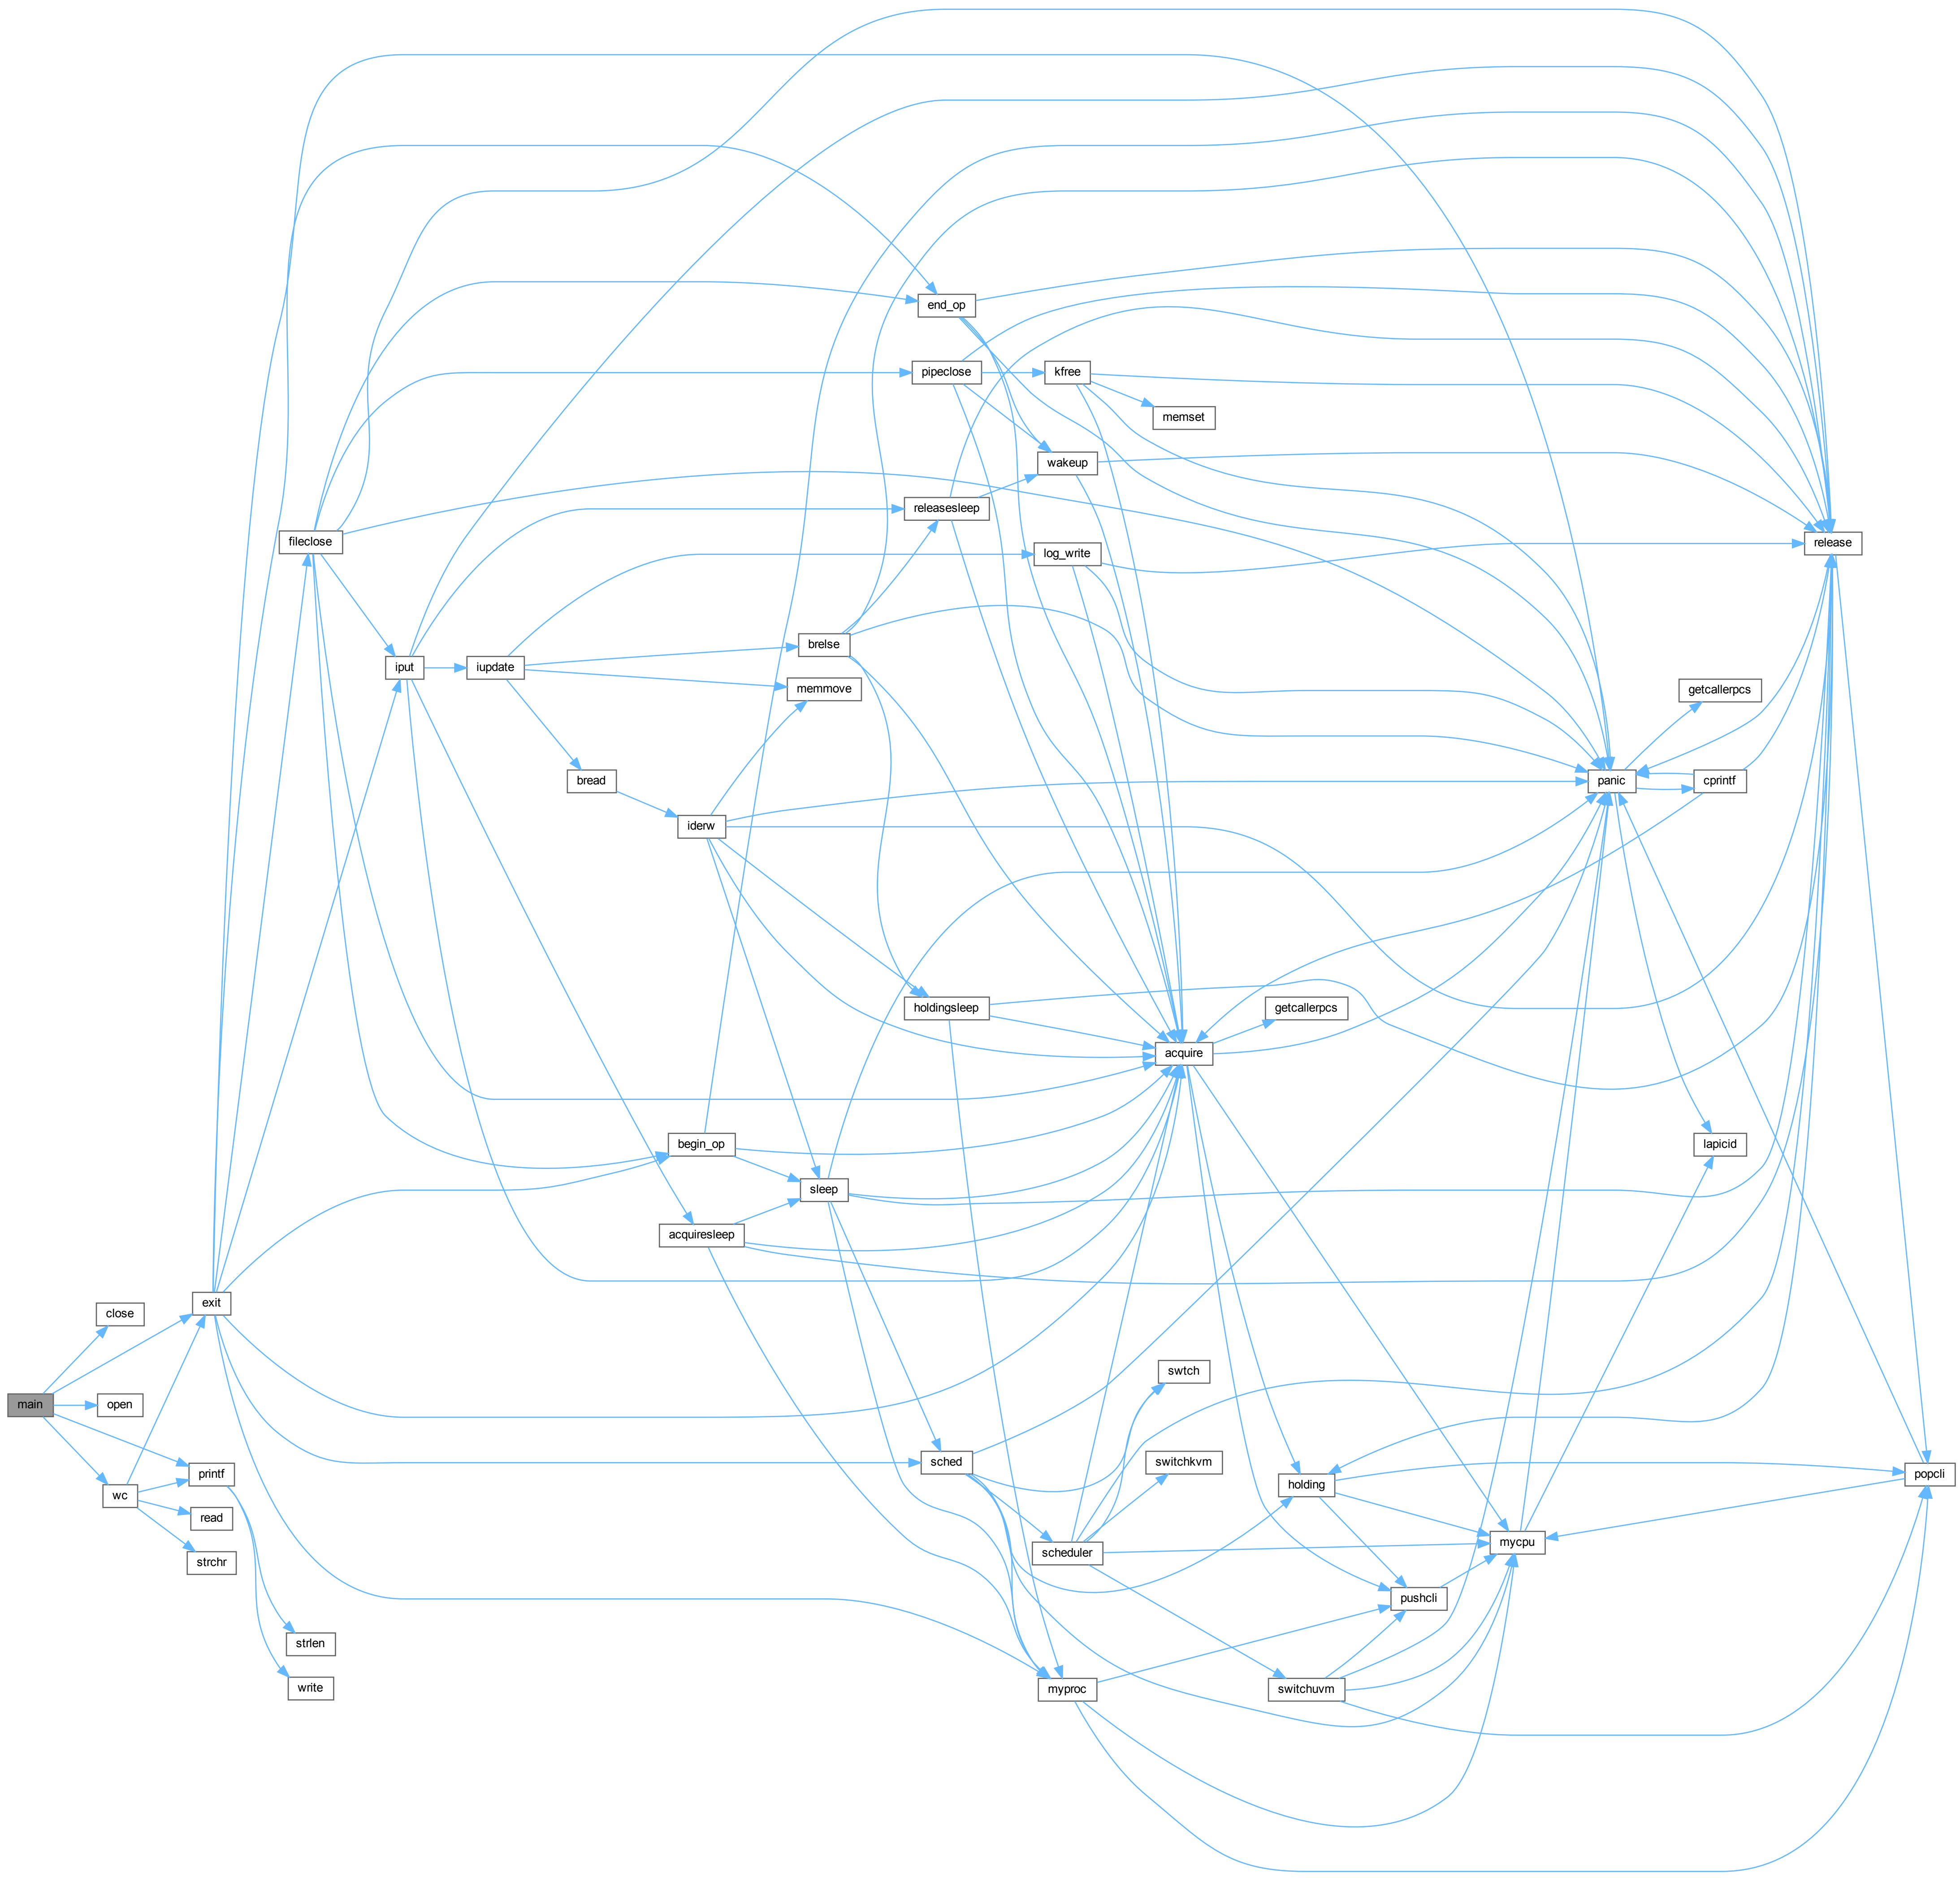 end_op
pipeclose
kfree
memset
wakeup
releasesleep
fileclose
release
log_write
brelse
iput
iupdate
memmove
getcallerpcs
bread
panic
cprintf
iderw
holdingsleep
getcallerpcs
acquire
begin_op
lapicid
sleep
acquiresleep
exit
close
swtch
main
open
sched
switchkvm
printf
holding
popcli
wc
read
mycpu
scheduler
strchr
pushcli
strlen
write
myproc
switchuvm